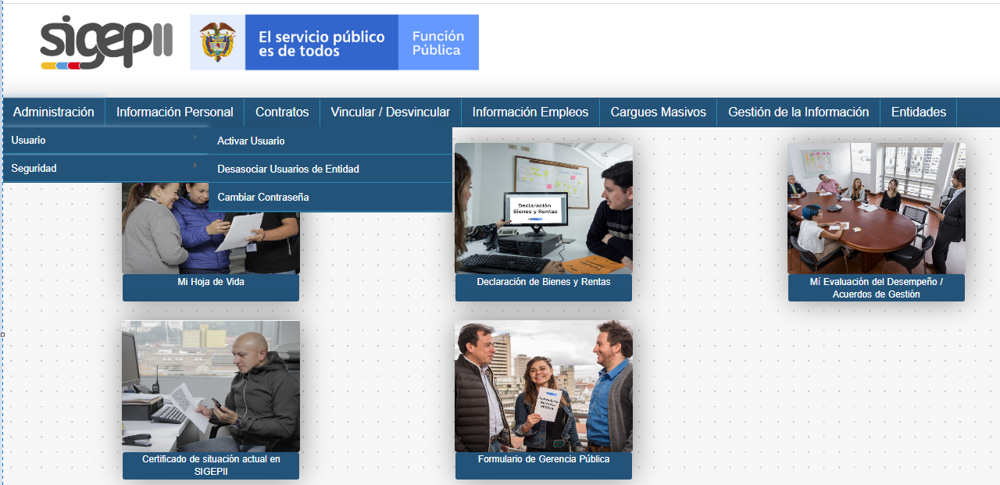 sigepII
El servicio público
es de todos
Función
Pública
Administración
Información Personal
Contratos
Vincular / Desvincular
Información Empleos
Cargues Masivos
Gestión de la Información
Entidades
Usuario
Seguridad
Activar Usuario
Desasociar Usuarios de Entidad
Cambiar Contraseña
Declaración
Bienes y Rentas
Mi Hoja de Vida
Declaración de Bienes y Rentas
Mí Evaluación del Desempeño /
Acuerdos de Gestión
Formulario
Gerencia
Pública
Certificado de situación actual en
SIGEPII
Formulario de Gerencia Pública